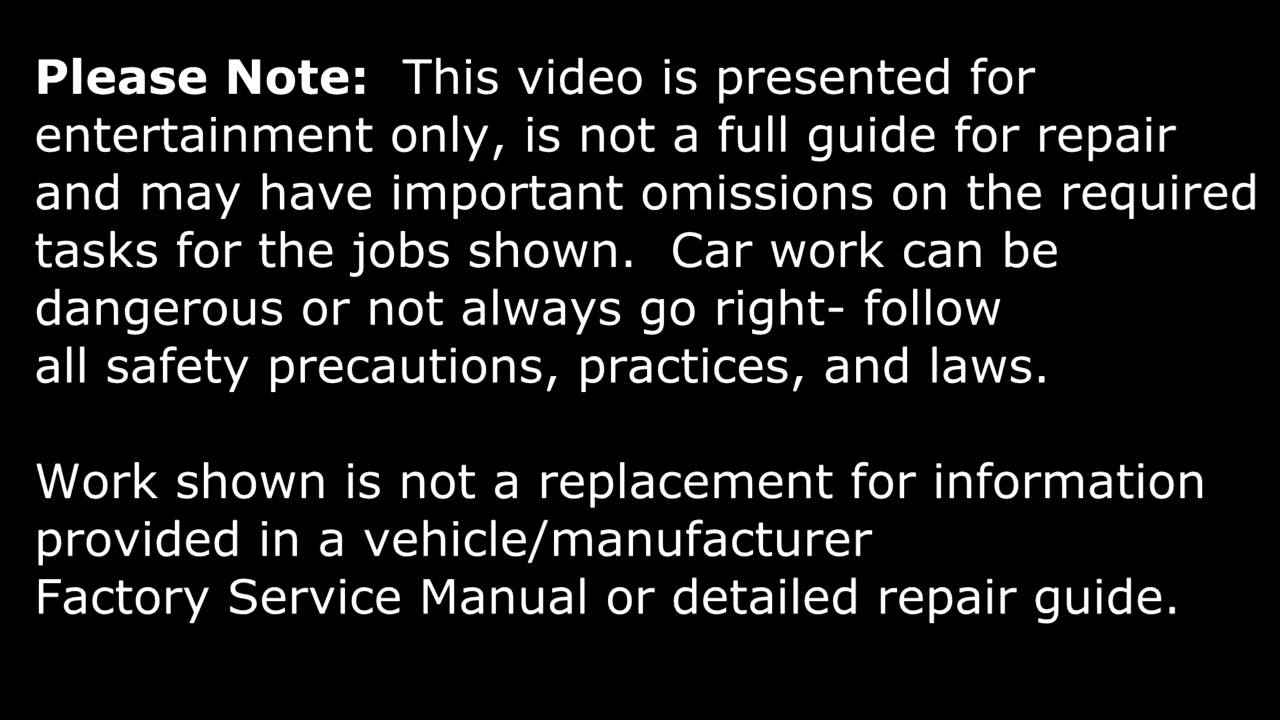 Please Note:  This video is presented for
entertainment only, is not a full guide for repair
and may have important omissions on the required
tasks for the jobs shown.  Car work can be
dangerous or not always go right- follow
all safety precautions, practices, and laws.
Work shown is not a replacement for information
provided in a vehicle/manufacturer
Factory Service Manual or detailed repair guide.